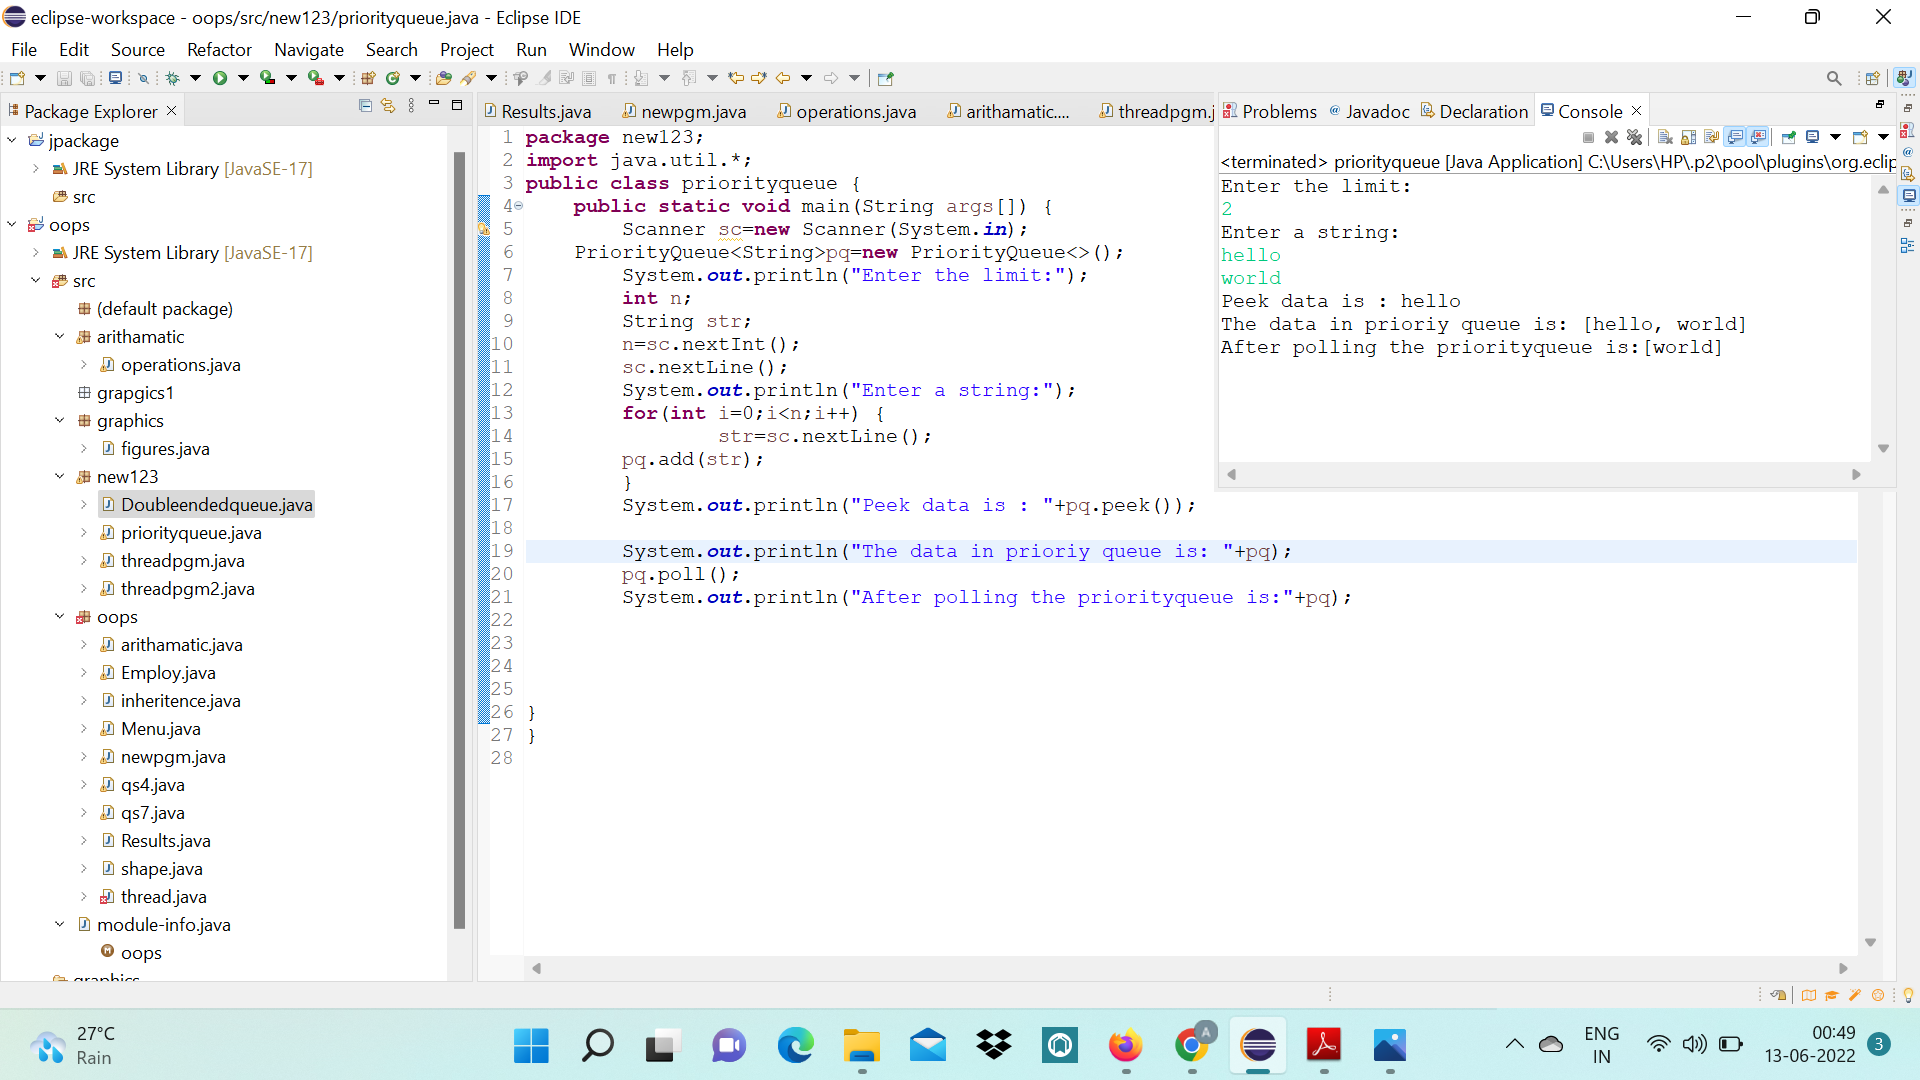 eclipse-workspace - oops/src/new123/priorityqueue.java - Eclipse IDE
File Edit Source Refactor Navigate Search Project Run Window Help
Package Explorer
jpackage
JRE System Library [JavaSE-17]
src
oops
JRE System Library [JavaSE-17]
src
(default package)
arithamatic
operations.java
grapgics1
graphics
figures.java
new123
Doubleendedqueue.java
priorityqueue.java
threadpgm.java
threadpgm2.java
oops
arithamatic.java
Employ.java
inheritence.java
Menu.java
newpgm.java
qs4.java
qs7.java
Results.java
shape.java
thread.java
module-info.java
oops
graphics
Results.java newpgm.java operations.java arithamatic.... threadpgm.j
1 package new123;
2 import java.util.*;
3 public class priorityqueue {
4 public static void main(String args[]) {
5 Scanner sc=new Scanner(System.in);
6 PriorityQueue<String>pq=new PriorityQueue<>();
7 System.out.println("Enter the limit:");
8 int n;
9 String str;
10 n=sc.nextInt();
11 sc.nextLine();
12 System.out.println("Enter a string:");
13 for(int i=0;i<n;i++) {
14 str=sc.nextLine();
15 pq.add(str);
16 }
17 System.out.println("Peek data is : "+pq.peek());
18
19 System.out.println("The data in prioriy queue is: "+pq);
20 pq.poll();
21 System.out.println("After polling the priorityqueue is:"+pq);
22
23
24
25
26 }
27 }
28
Problems Javadoc Declaration Console
<terminated> priorityqueue [Java Application] C:\Users\HP\.p2\pool\plugins\org.eclip
Enter the limit:
2
Enter a string:
hello
world
Peek data is : hello
The data in prioriy queue is: [hello, world]
After polling the priorityqueue is:[world]
27°C
Rain
A
ENG
IN
00:49
13-06-2022
3